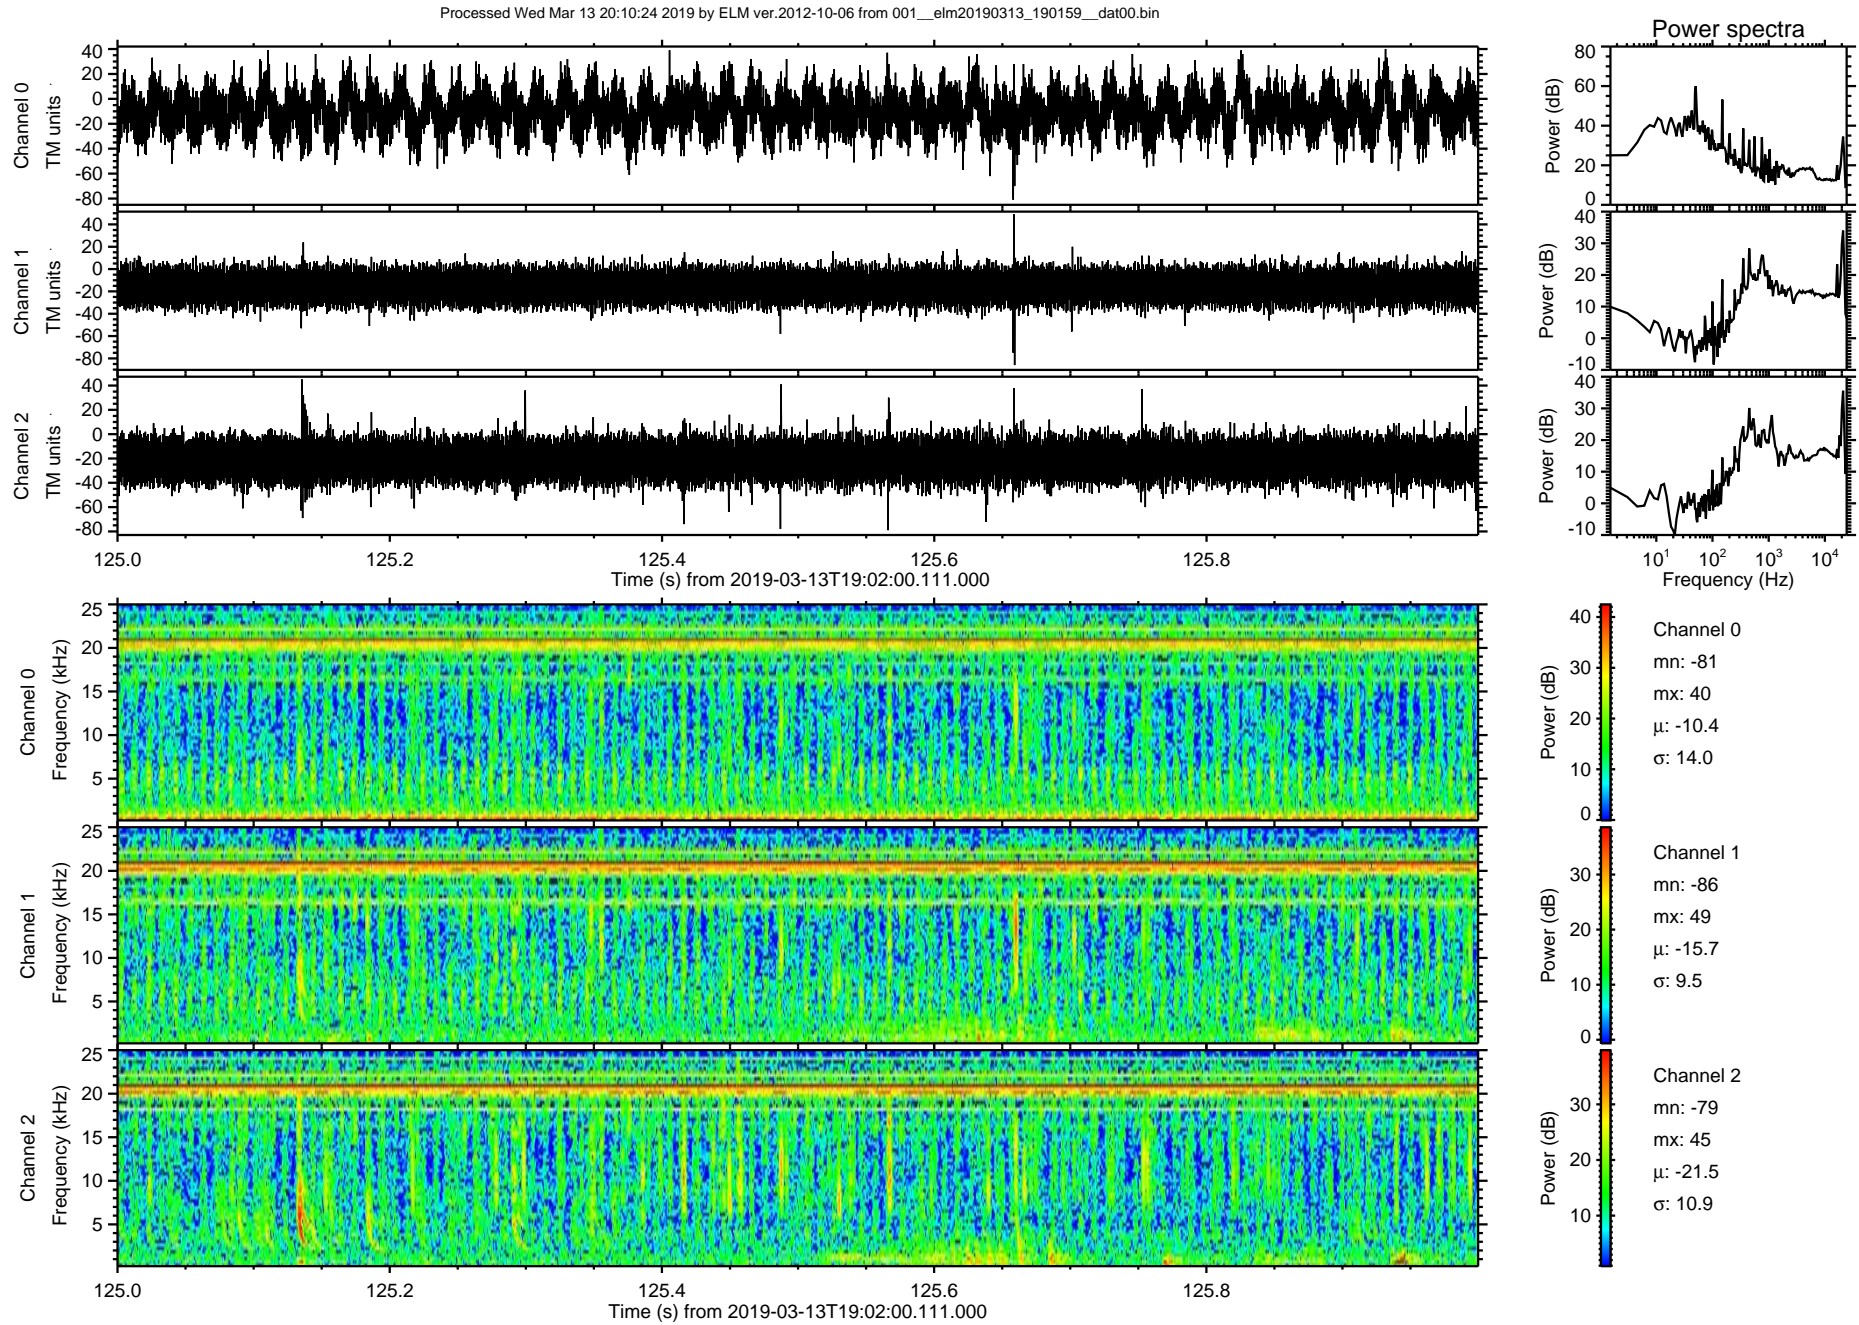 Processed Wed Mar 13 20:10:24 2019 by ELM ver.2012-10-06 from 001__elm20190313_190159__dat00.bin
Power spectra
Channel 0
TM units
40
20
0
-20
-40
-60
-80
Power (dB)
80
60
40
20
0
Channel 1
TM units
40
20
0
-20
-40
-60
-80
Power (dB)
40
30
20
10
0
-10
Channel 2
TM units
40
20
0
-20
-40
-60
-80
Power (dB)
40
30
20
10
0
-10
125.0 125.2 125.4 125.6 125.8
Time (s) from 2019-03-13T19:02:00.111.000
10¹ 10² 10³ 10⁴
Frequency (Hz)
Channel 0
Frequency (kHz)
25
20
15
10
5
Power (dB)
40
30
20
10
0
Channel 0
mn: -81
mx: 40
μ: -10.4
σ: 14.0
Channel 1
Frequency (kHz)
25
20
15
10
5
Power (dB)
30
20
10
0
Channel 1
mn: -86
mx: 49
μ: -15.7
σ: 9.5
Channel 2
Frequency (kHz)
25
20
15
10
5
Power (dB)
30
20
10
Channel 2
mn: -79
mx: 45
μ: -21.5
σ: 10.9
125.0 125.2 125.4 125.6 125.8
Time (s) from 2019-03-13T19:02:00.111.000